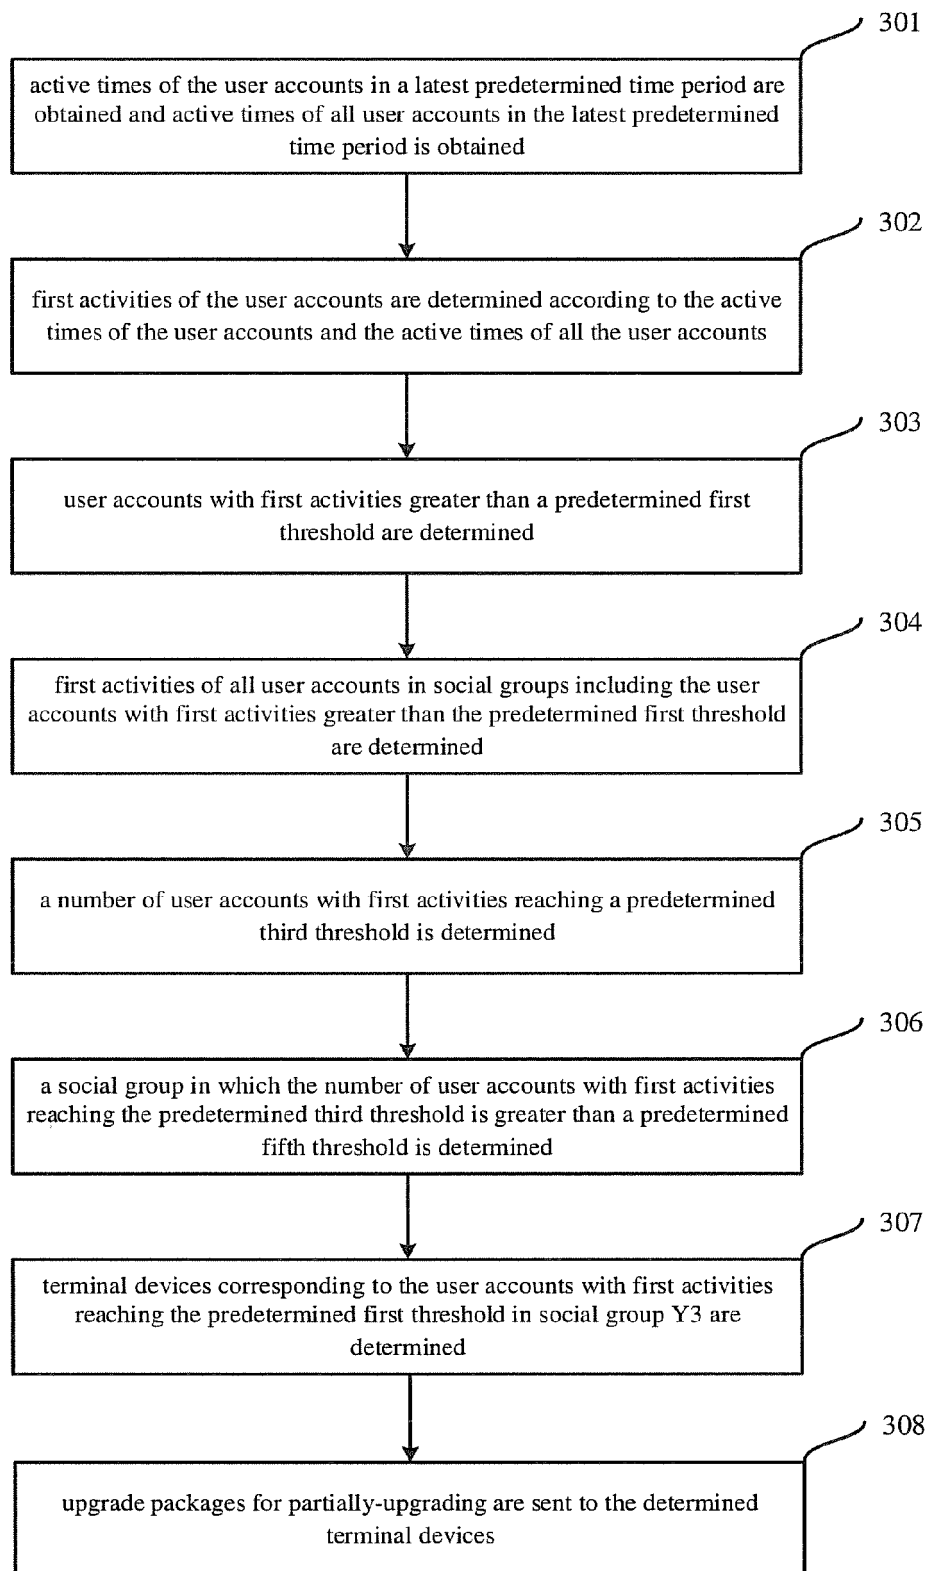 301
active times of the user accounts in a latest predetermined time period are
obtained and active times of all user accounts in the latest predetermined
time period is obtained
302
first activities of the user accounts are determined according to the active
times of the user accounts and the active times of all the user accounts
303
user accounts with first activities greater than a predetermined first
threshold are determined
304
first activities of all user accounts in social groups including the user
accounts with first activities greater than the predetermined first threshold
are determined
305
a number of user accounts with first activities reaching a predetermined
third threshold is determined
306
a social group in which the number of user accounts with first activities
reaching the predetermined third threshold is greater than a predetermined
fifth threshold is determined
307
terminal devices corresponding to the user accounts with first activities
reaching the predetermined first threshold in social group Y3 are
determined
308
upgrade packages for partially-upgrading are sent to the determined
terminal devices